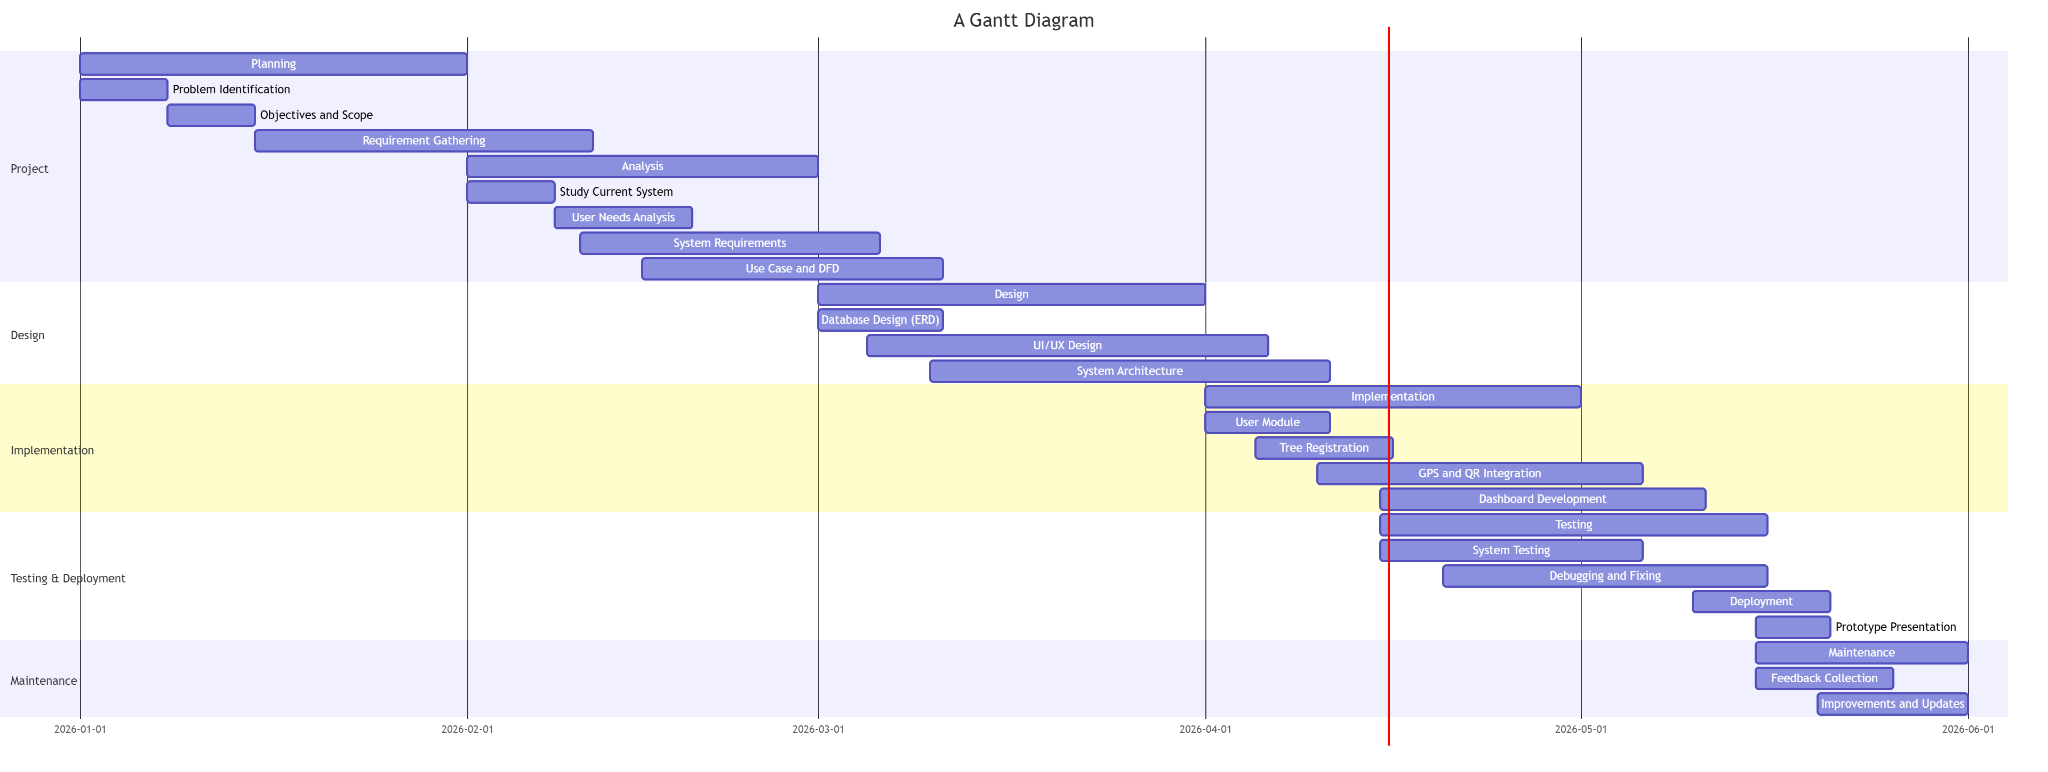 A Gantt Diagram
Planning
Problem Identification
Objectives and Scope
Requirement Gathering
Analysis
Project
Study Current System
User Needs Analysis
System Requirements
Use Case and DFD
Design
Database Design (ERD)
Design
UI/UX Design
System Architecture
Implementation
User Module
Tree Registration
Implementation
GPS and QR Integration
Dashboard Development
Testing
System Testing
Debugging and Fixing
Testing & Deployment
Deployment
Prototype Presentation
Maintenance
Feedback Collection
Maintenance
Improvements and Updates
2026-01-01 2026-02-01 2026-03-01 2026-04-01 2026-05-01 2026-06-01